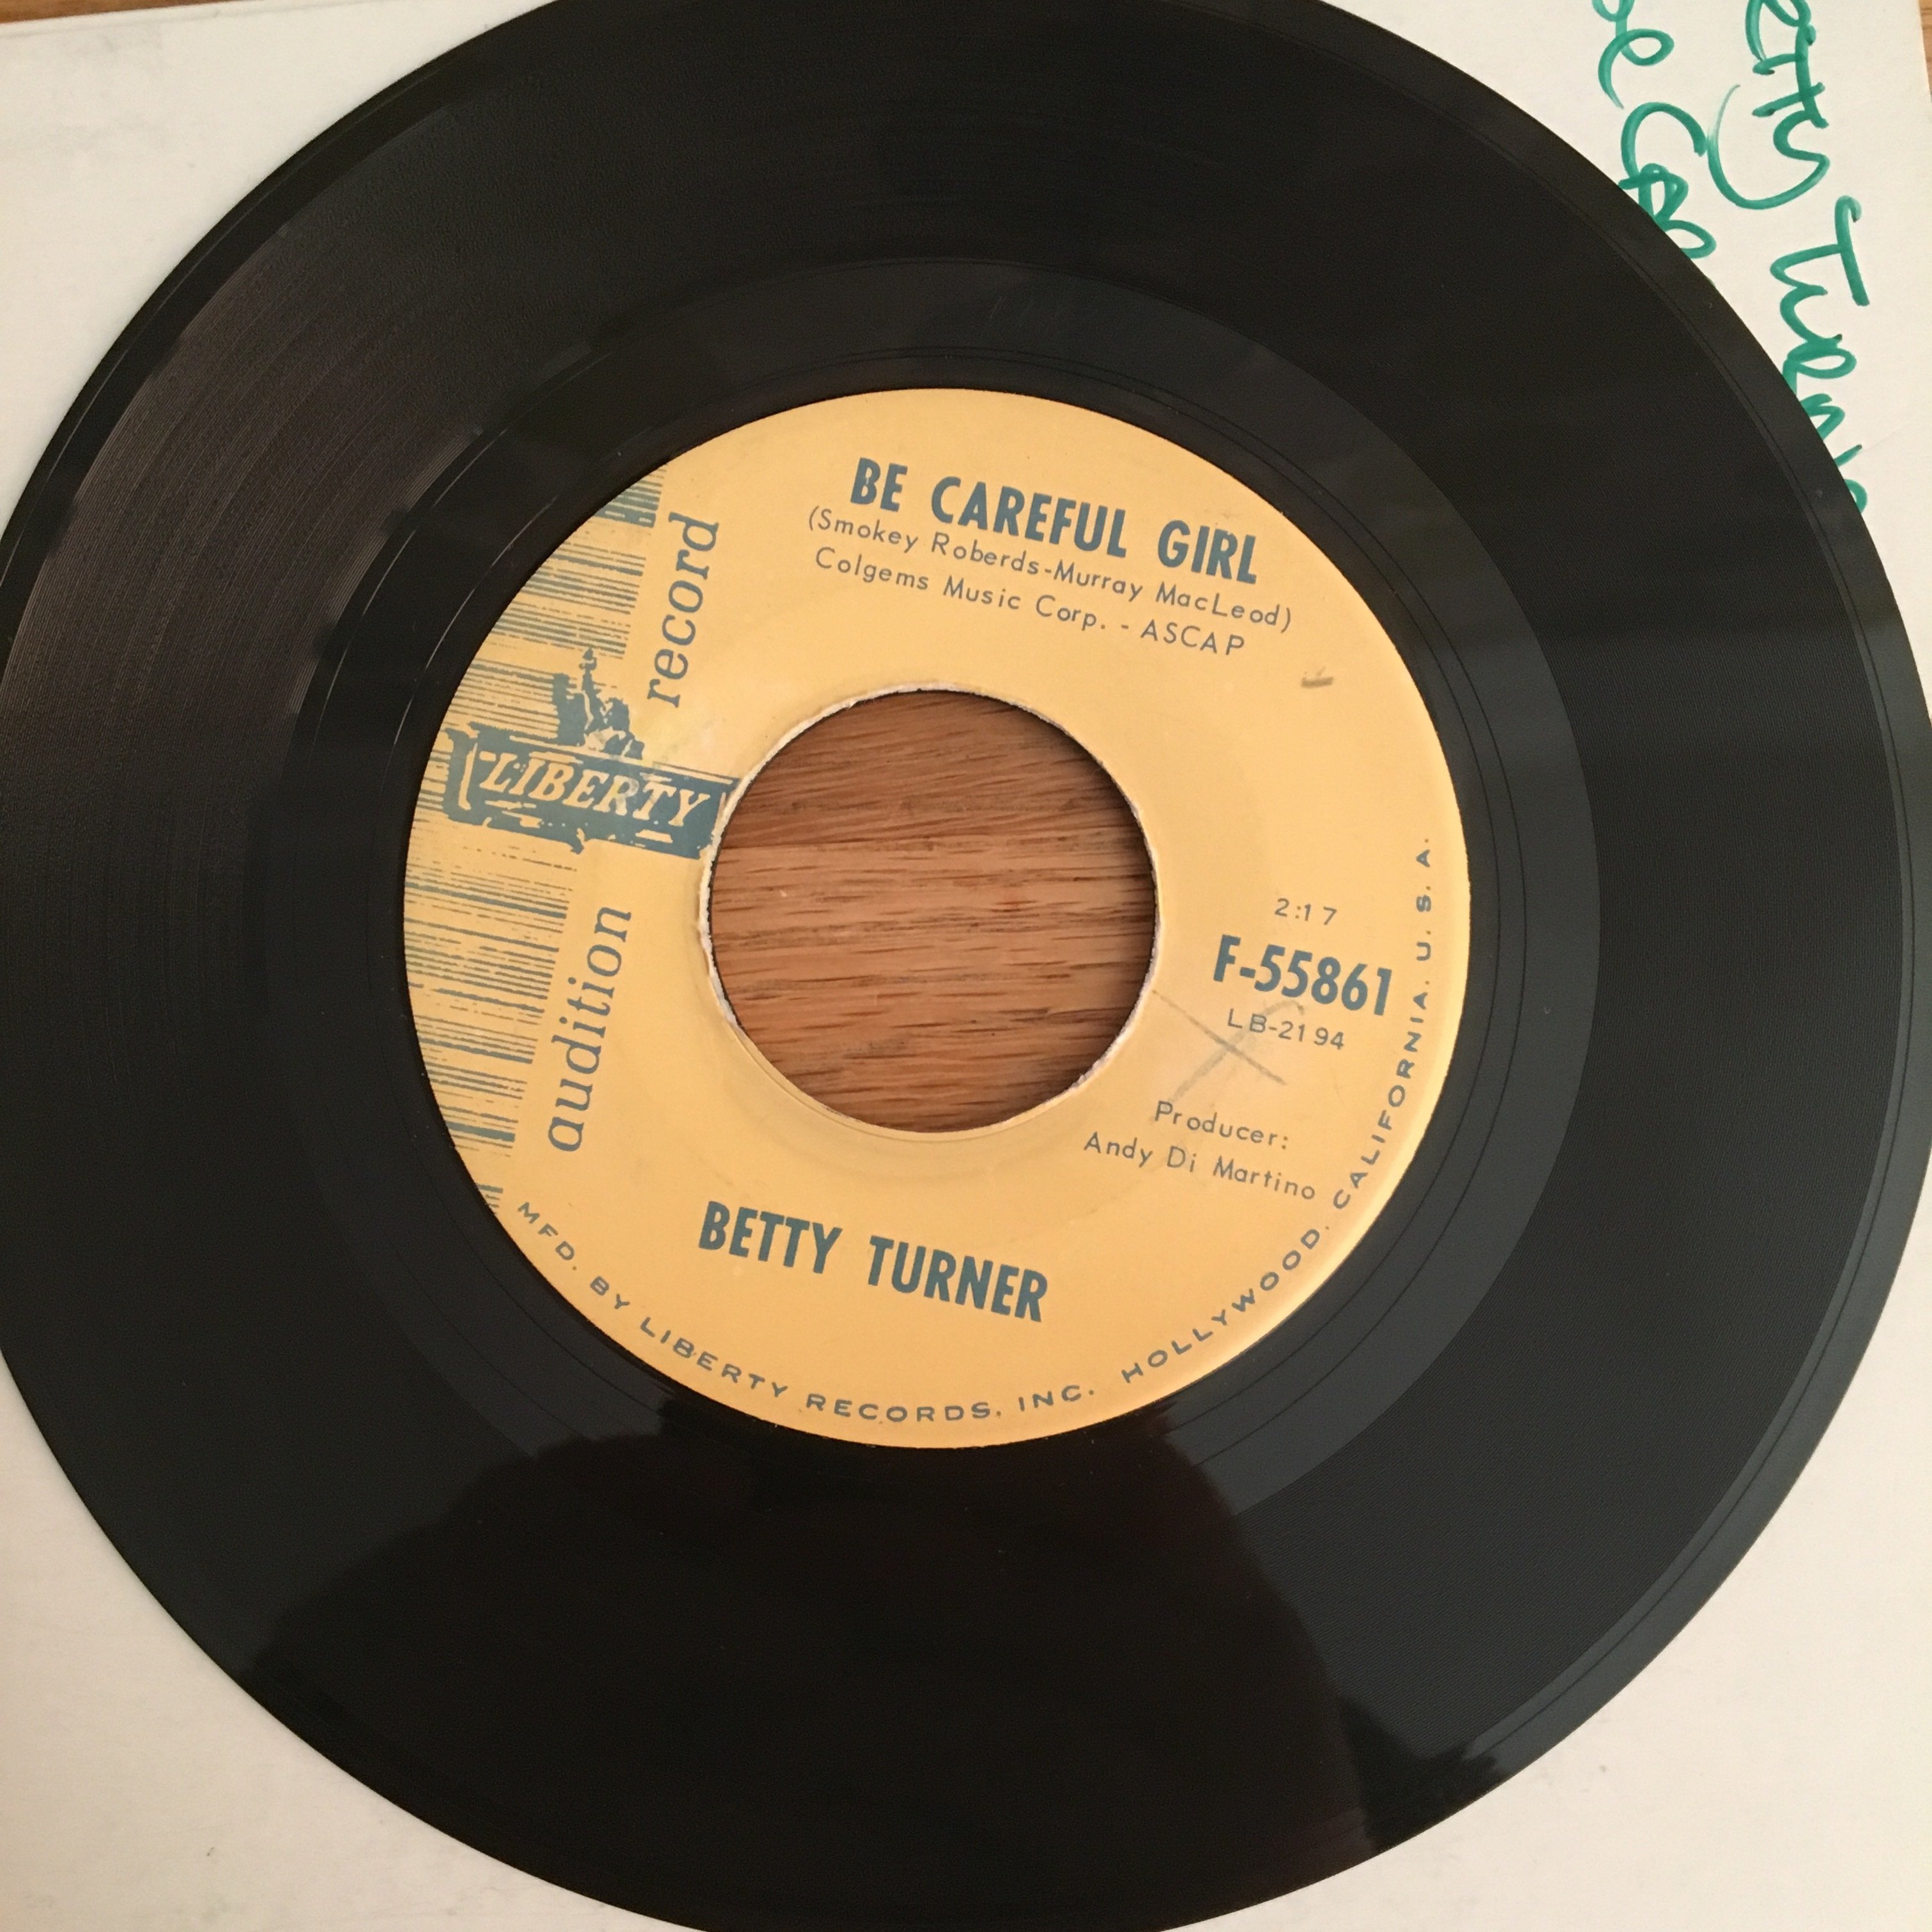 BE CAREFUL GIRL
(Smokey Roberds-Murray MacLeod)
Colgems Music Corp. - ASCAP
LIBERTY
audition record
2:17
F-55861
LB-2194
Producer:
Andy Di Martino
BETTY TURNER
MFD. BY LIBERTY RECORDS, INC. HOLLYWOOD, CALIFORNIA, U. S. A.